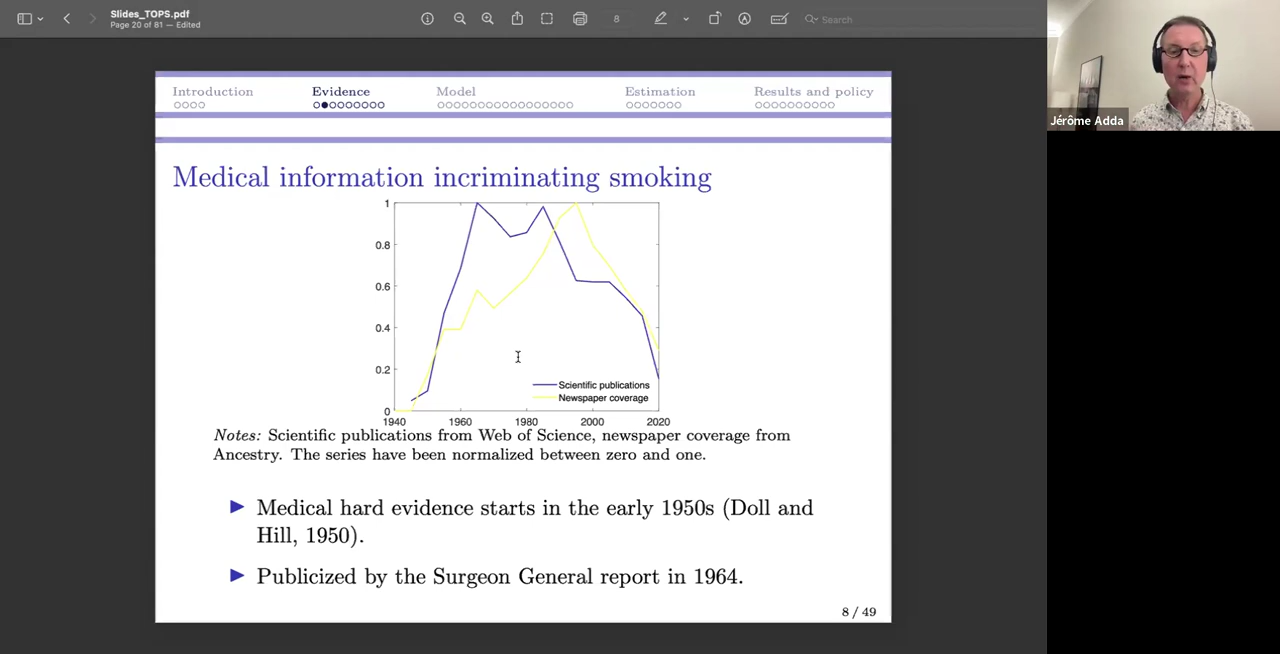 Slides_TOPS.pdf
Page 20 of 81 — Edited
8
Search
Jérôme Adda
Introduction
Evidence
Model
Estimation
Results and policy
Medical information incriminating smoking
1
0.8
0.6
0.4
0.2
0
1940
1960
1980
2000
2020
Scientific publications
Newspaper coverage
Notes: Scientific publications from Web of Science, newspaper coverage from
Ancestry. The series have been normalized between zero and one.
Medical hard evidence starts in the early 1950s (Doll and
Hill, 1950).
Publicized by the Surgeon General report in 1964.
8 / 49